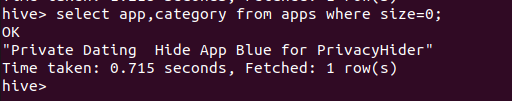 hive> select app,category from apps where size=0;
OK
"Private Dating  Hide App Blue for PrivacyHider"
Time taken: 0.715 seconds, Fetched: 1 row(s)
hive>